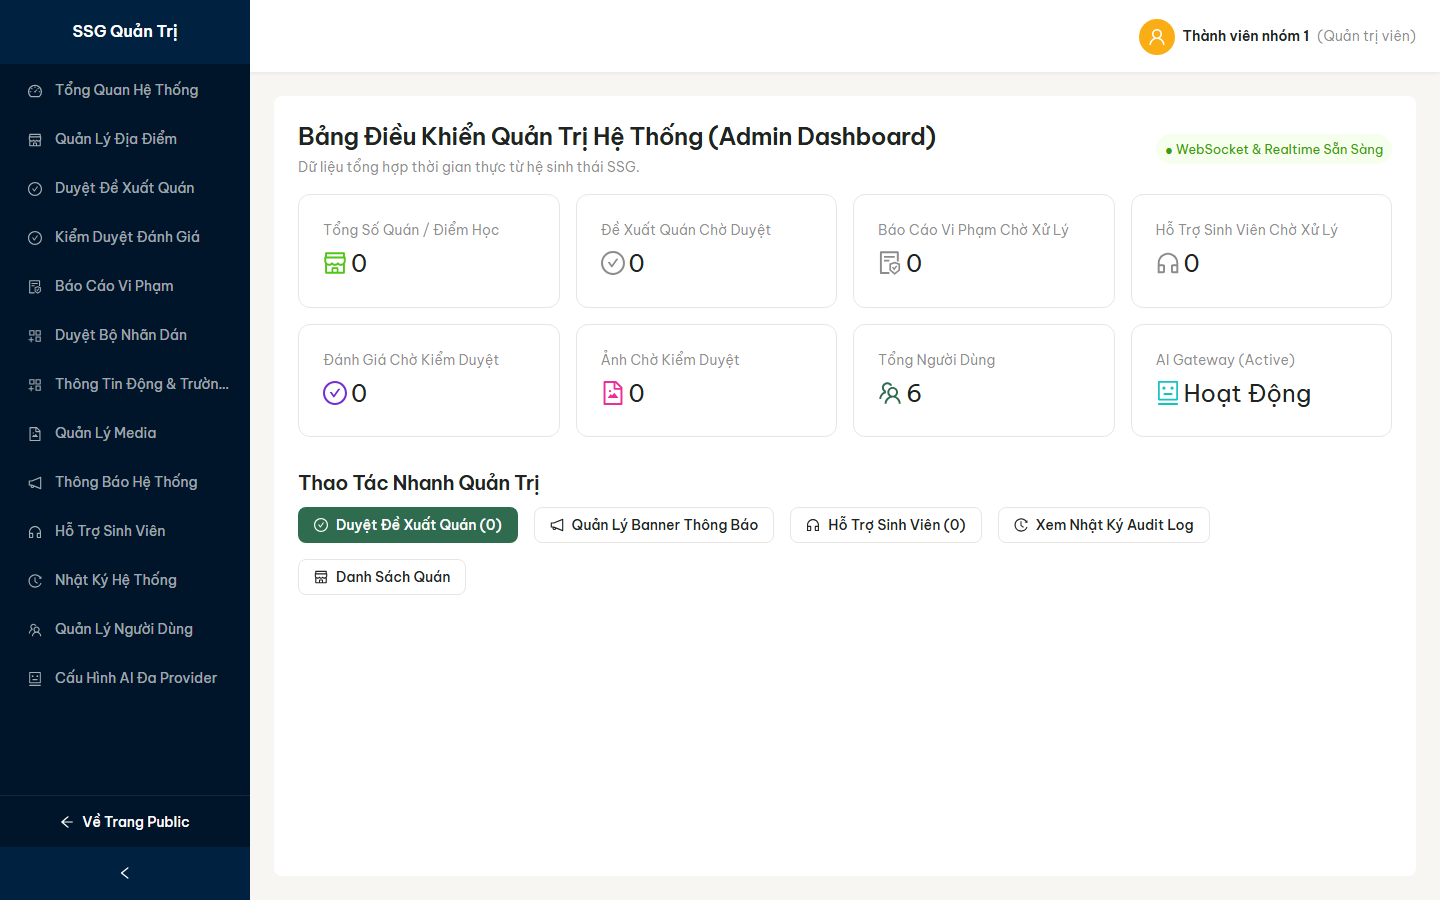 SSG Quản Trị
Tổng Quan Hệ Thống
Quản Lý Địa Điểm
Duyệt Đề Xuất Quán
Kiểm Duyệt Đánh Giá
Báo Cáo Vi Phạm
Duyệt Bộ Nhãn Dán
Thông Tin Động & Trườn...
Quản Lý Media
Thông Báo Hệ Thống
Hỗ Trợ Sinh Viên
Nhật Ký Hệ Thống
Quản Lý Người Dùng
Cấu Hình AI Đa Provider
Về Trang Public
Thành viên nhóm 1 (Quản trị viên)
Bảng Điều Khiển Quản Trị Hệ Thống (Admin Dashboard)
Dữ liệu tổng hợp thời gian thực từ hệ sinh thái SSG.
● WebSocket & Realtime Sẵn Sàng
Tổng Số Quán / Điểm Học
0
Đề Xuất Quán Chờ Duyệt
0
Báo Cáo Vi Phạm Chờ Xử Lý
0
Hỗ Trợ Sinh Viên Chờ Xử Lý
0
Đánh Giá Chờ Kiểm Duyệt
0
Ảnh Chờ Kiểm Duyệt
0
Tổng Người Dùng
6
AI Gateway (Active)
Hoạt Động
Thao Tác Nhanh Quản Trị
Duyệt Đề Xuất Quán (0)
Quản Lý Banner Thông Báo
Hỗ Trợ Sinh Viên (0)
Xem Nhật Ký Audit Log
Danh Sách Quán